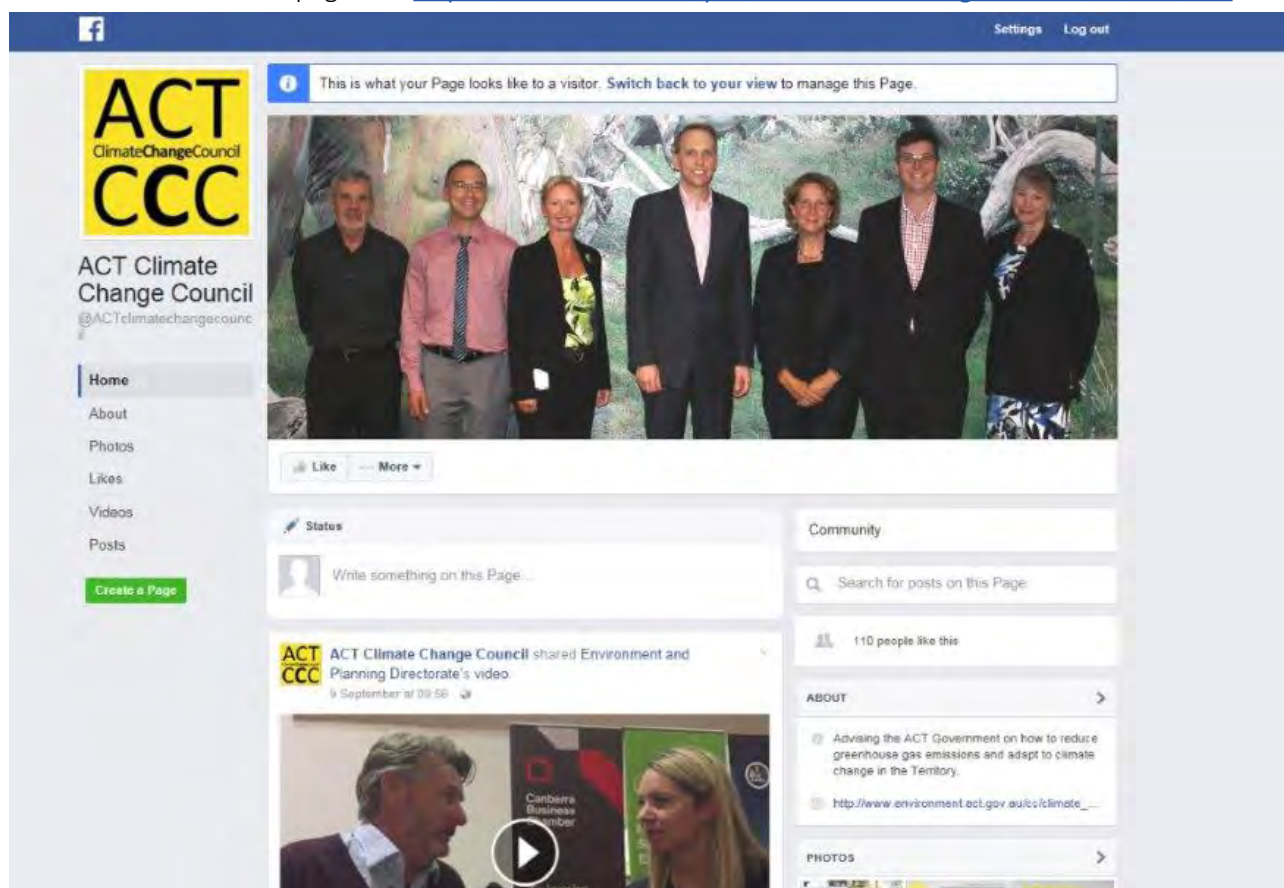 Settings Log out
ACT
ClimateChangeCouncil
CCC
This is what your Page looks like to a visitor. Switch back to your view to manage this Page.
ACT Climate
Change Council
@ACTclimatechangecounc
Home
About
Photos
Likes
Videos
Posts
Create a Page
Like More
Status
Write something on this Page...
ACT
CCC
ACT Climate Change Council shared Environment and
Planning Directorate's video.
9 September at 09:56
Canberra
Business
Chamber
Community
Search for posts on this Page
110 people like this
ABOUT
Advising the ACT Government on how to reduce
greenhouse gas emissions and adapt to climate
change in the Territory.
http://www.environment.act.gov.au/cc/climate_...
PHOTOS